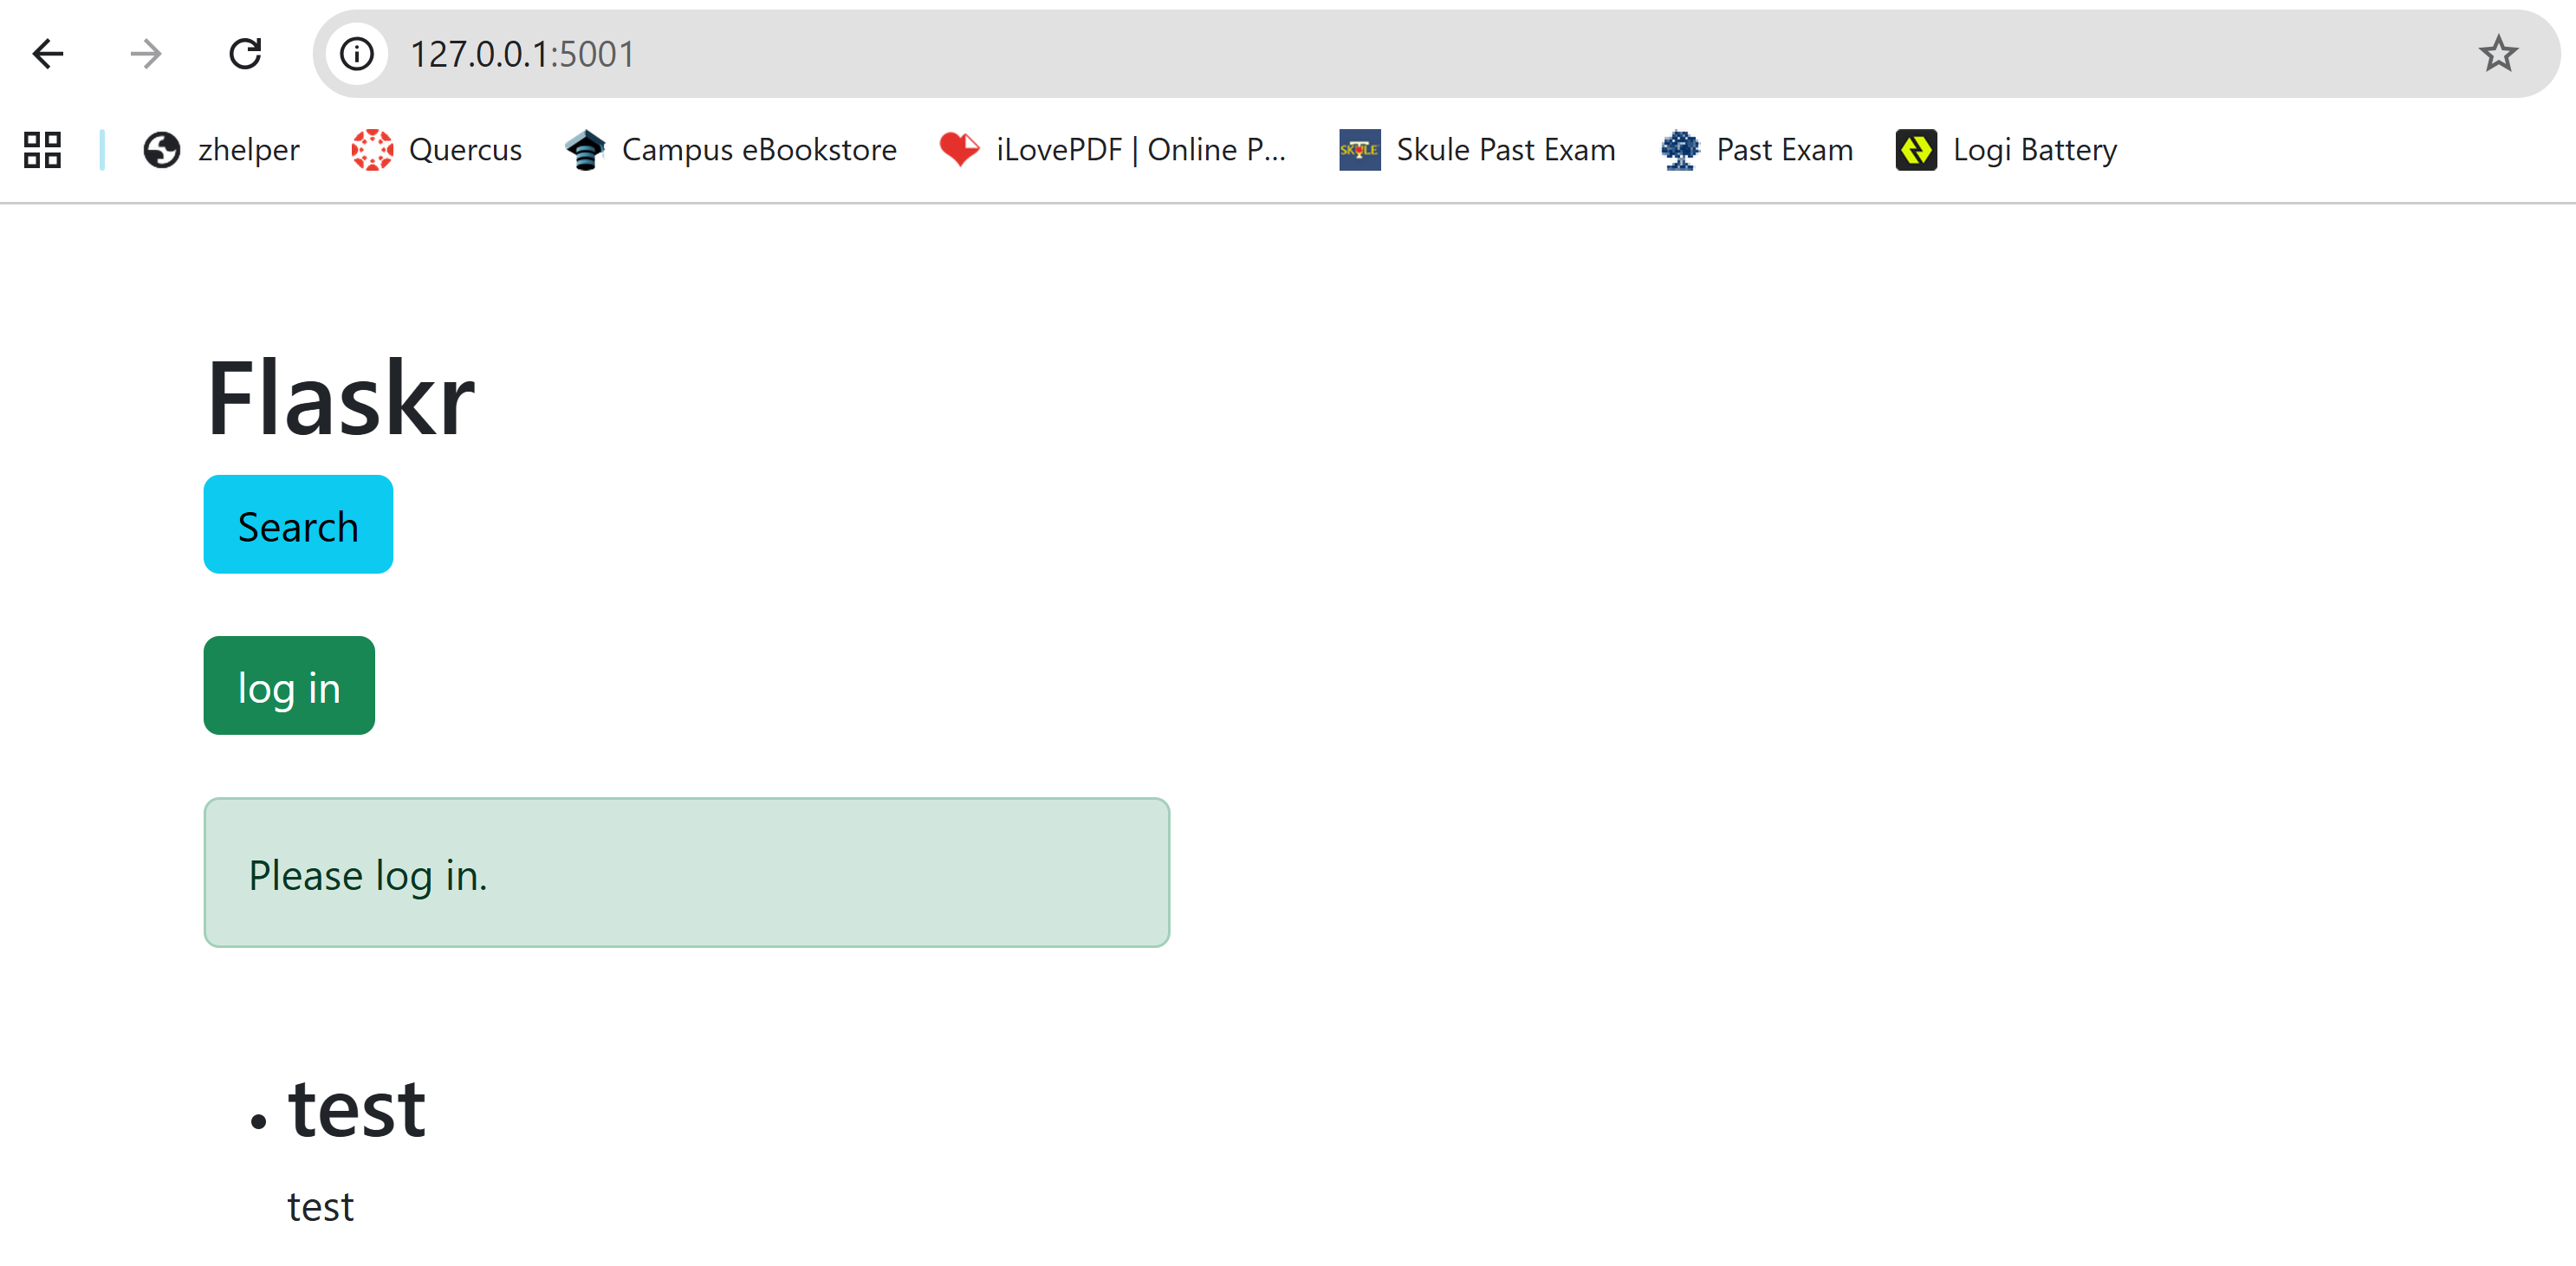 127.0.0.1:5001
zhelper Quercus Campus eBookstore iLovePDF | Online P... SKULE Skule Past Exam Past Exam Logi Battery
Flaskr
Search
log in
Please log in.
• test
test